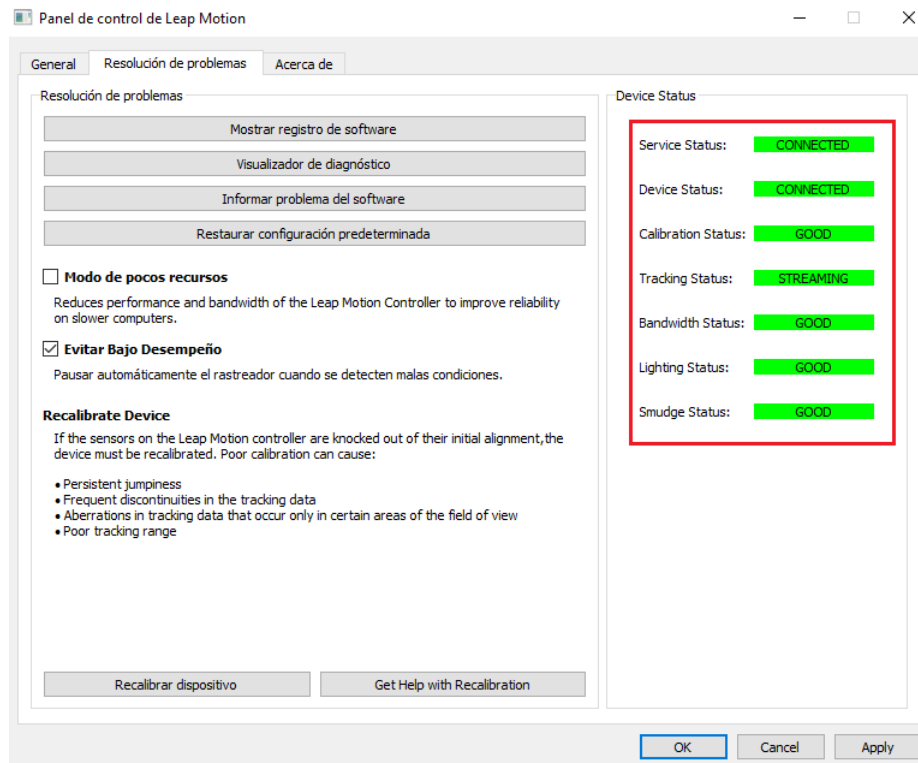 Panel de control de Leap Motion
General
Resolución de problemas
Acerca de
Resolución de problemas
Mostrar registro de software
Visualizador de diagnóstico
Informar problema del software
Restaurar configuración predeterminada
Modo de pocos recursos
Reduces performance and bandwidth of the Leap Motion Controller to improve reliability
on slower computers.
Evitar Bajo Desempeño
Pausar automáticamente el rastreador cuando se detecten malas condiciones.
Recalibrate Device
If the sensors on the Leap Motion controller are knocked out of their initial alignment,the
device must be recalibrated. Poor calibration can cause:
• Persistent jumpiness
• Frequent discontinuities in the tracking data
• Aberrations in tracking data that occur only in certain areas of the field of view
• Poor tracking range
Recalibrar dispositivo
Get Help with Recalibration
Device Status
Service Status: CONNECTED
Device Status: CONNECTED
Calibration Status: GOOD
Tracking Status: STREAMING
Bandwidth Status: GOOD
Lighting Status: GOOD
Smudge Status: GOOD
OK
Cancel
Apply